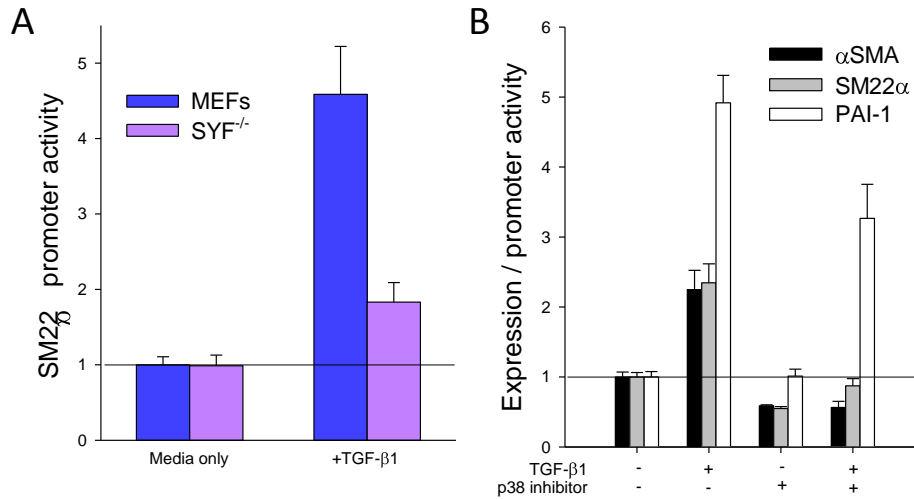 A
SM22 promoter activity
5
4
3
2
1
0
MEFs
SYF-/-
Media only
+TGF-β1
B
Expression / promoter activity
6
5
4
3
2
1
0
αSMA
SM22α
PAI-1
TGF-β1 - + - +
p38 inhibitor - - + +